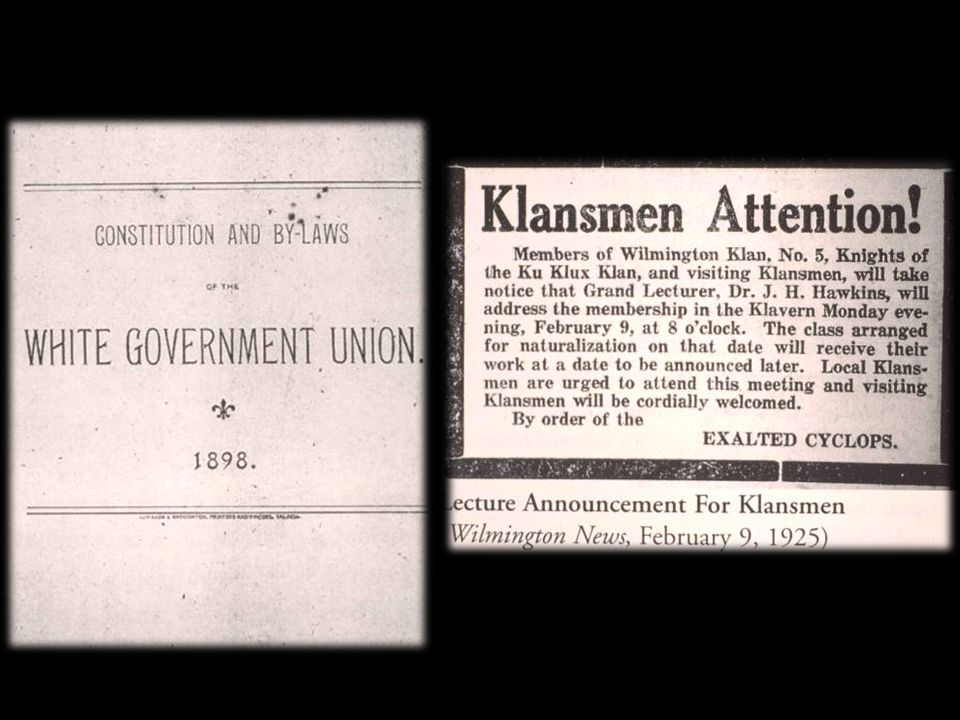 CONSTITUTION AND BY-LAWS
OF THE
WHITE GOVERNMENT UNION.
1898.
PRINTERS AND BINDERS, RALEIGH.
Klansmen Attention!
Members of Wilmington Klan, No. 5, Knights of
the Ku Klux Klan, and visiting Klansmen, will take
notice that Grand Lecturer, Dr. J. H. Hawkins, will
address the membership in the Klavern Monday eve-
ning, February 9, at 8 o'clock. The class arranged
for naturalization on that date will receive their
work at a date to be announced later. Local Klans-
men are urged to attend this meeting and visiting
Klansmen will be cordially welcomed.
By order of the
EXALTED CYCLOPS.
Lecture Announcement For Klansmen
Wilmington News, February 9, 1925)